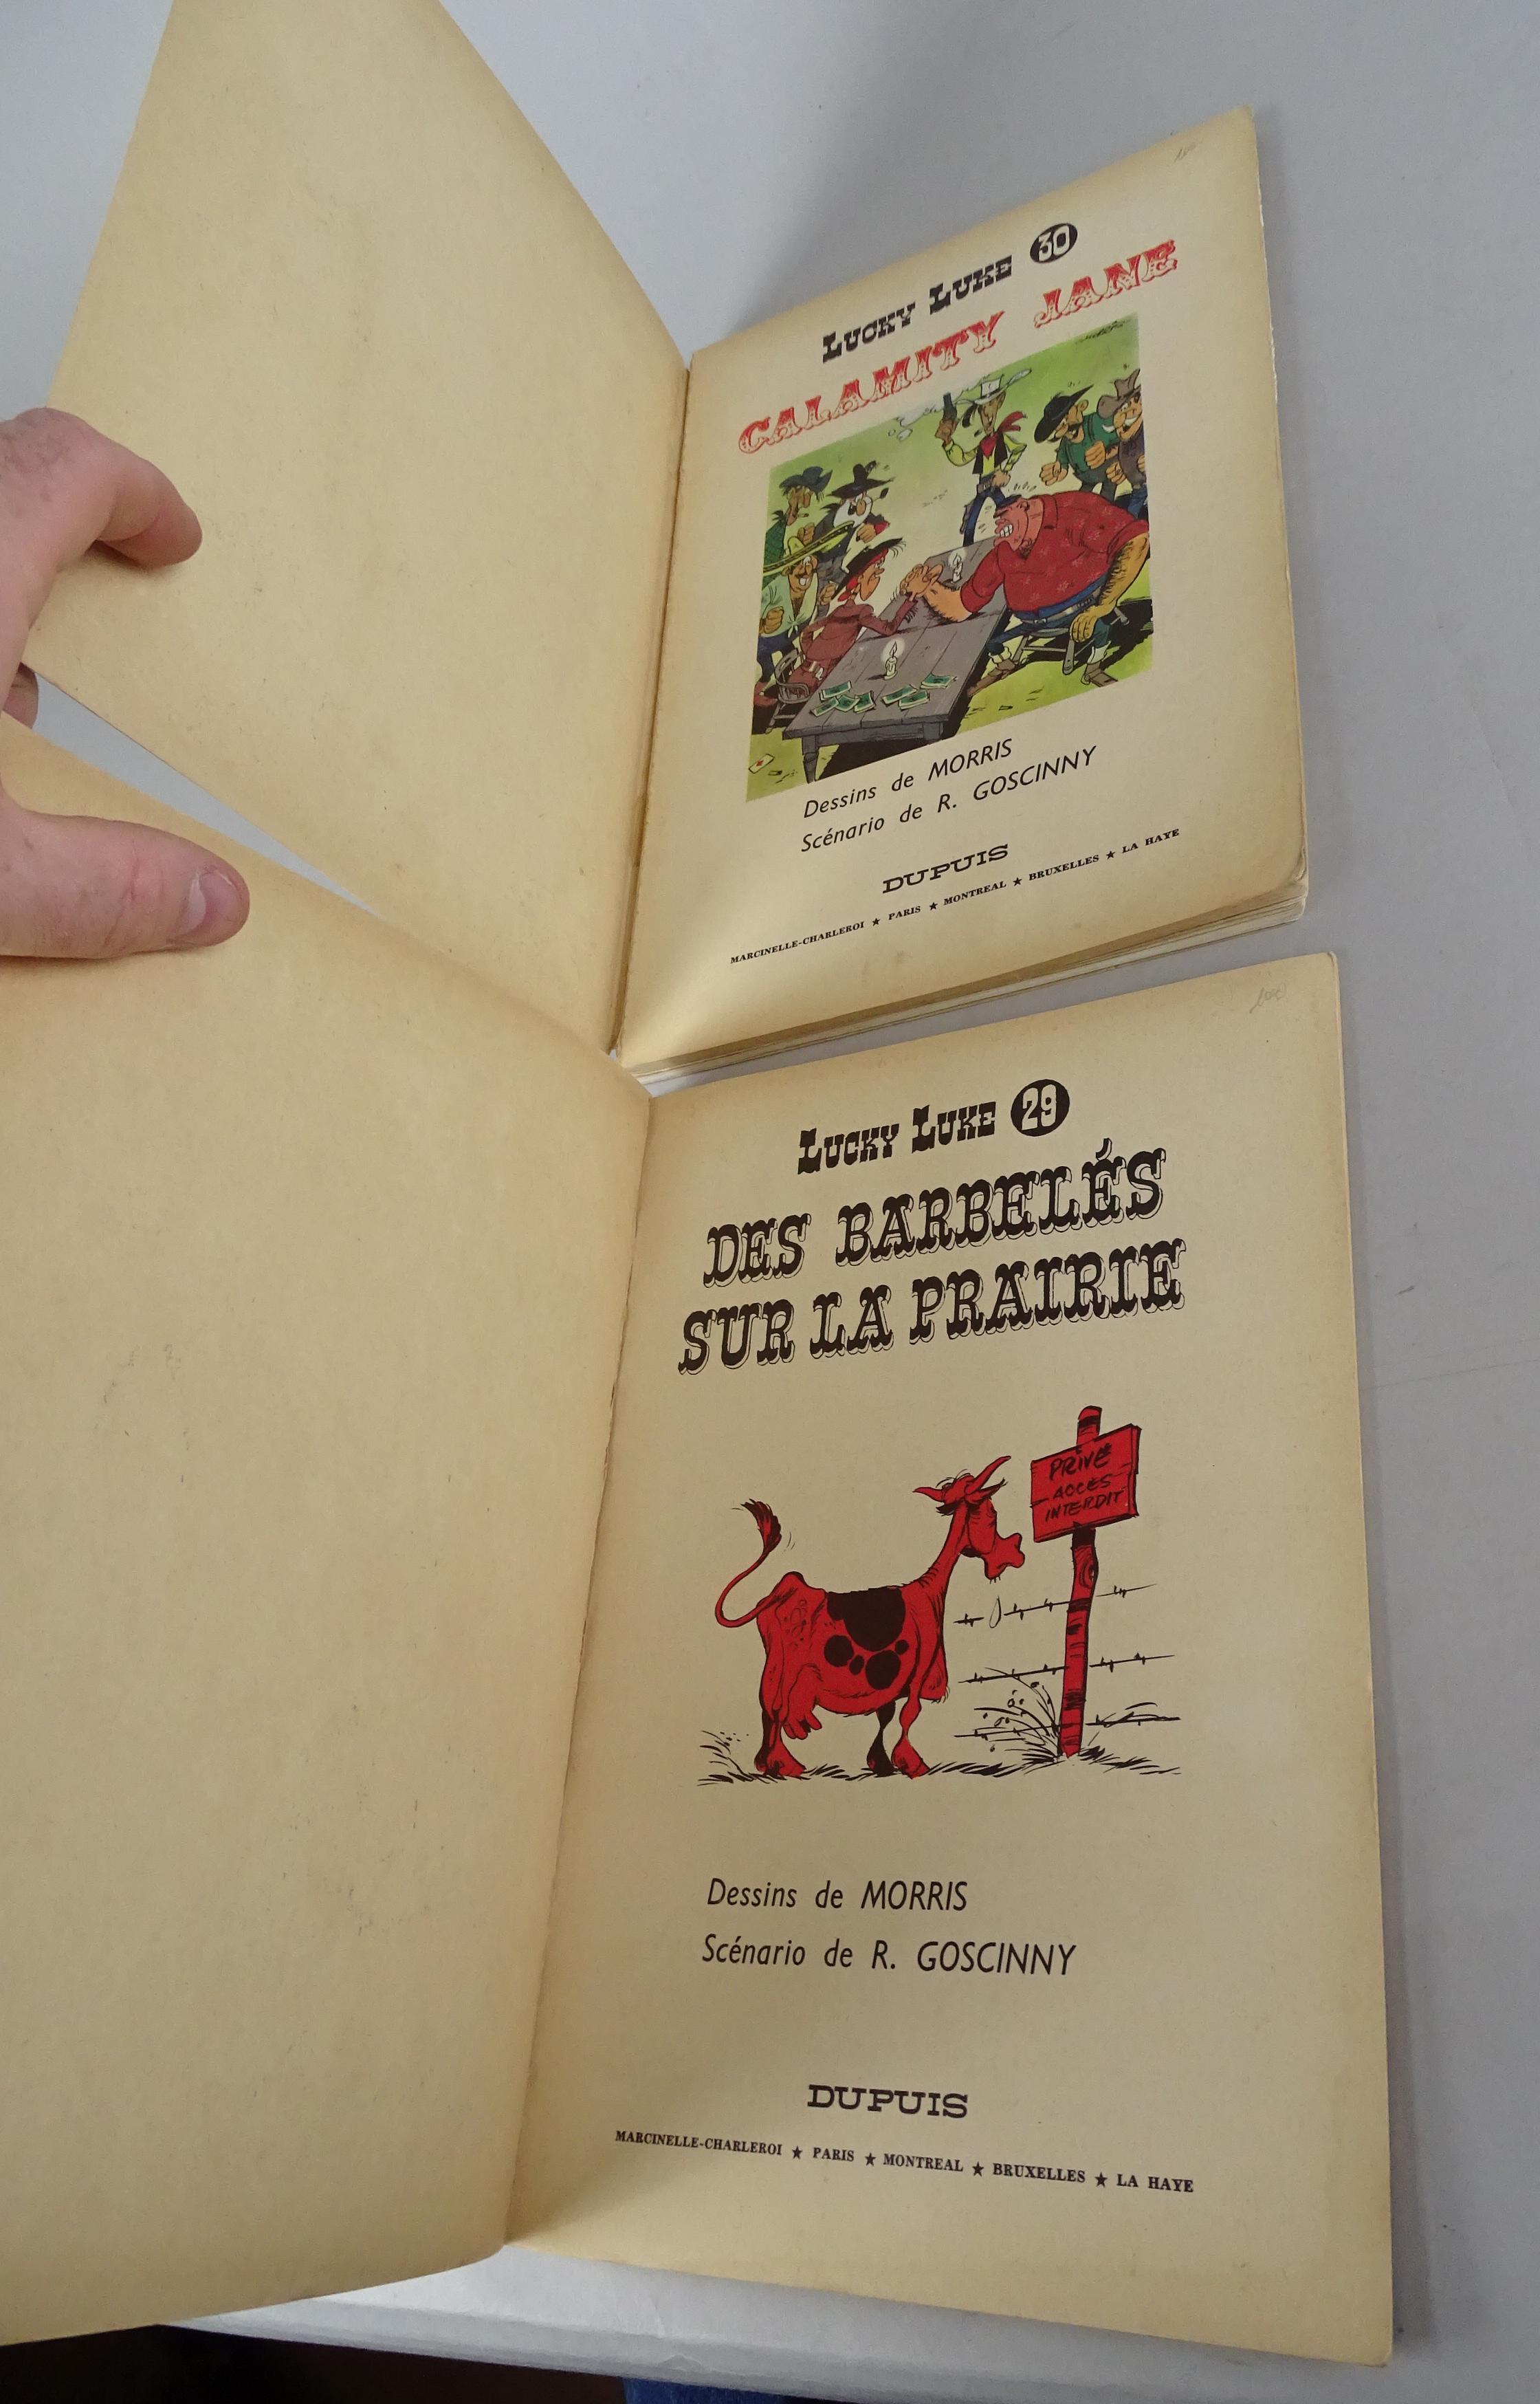 LUCKY LUKE 30
CALAMITY JANE
Dessins de MORRIS
Scénario de R. GOSCINNY
DUPUIS
MARCINELLE-CHARLEROI ★ PARIS ★ MONTREAL ★ BRUXELLES ★ LA HAYE
LUCKY LUKE 29
DES BARBELÉS
SUR LA PRAIRIE
PRIVÉ
ACCÈS
INTERDIT
Dessins de MORRIS
Scénario de R. GOSCINNY
DUPUIS
MARCINELLE-CHARLEROI ★ PARIS ★ MONTREAL ★ BRUXELLES ★ LA HAYE